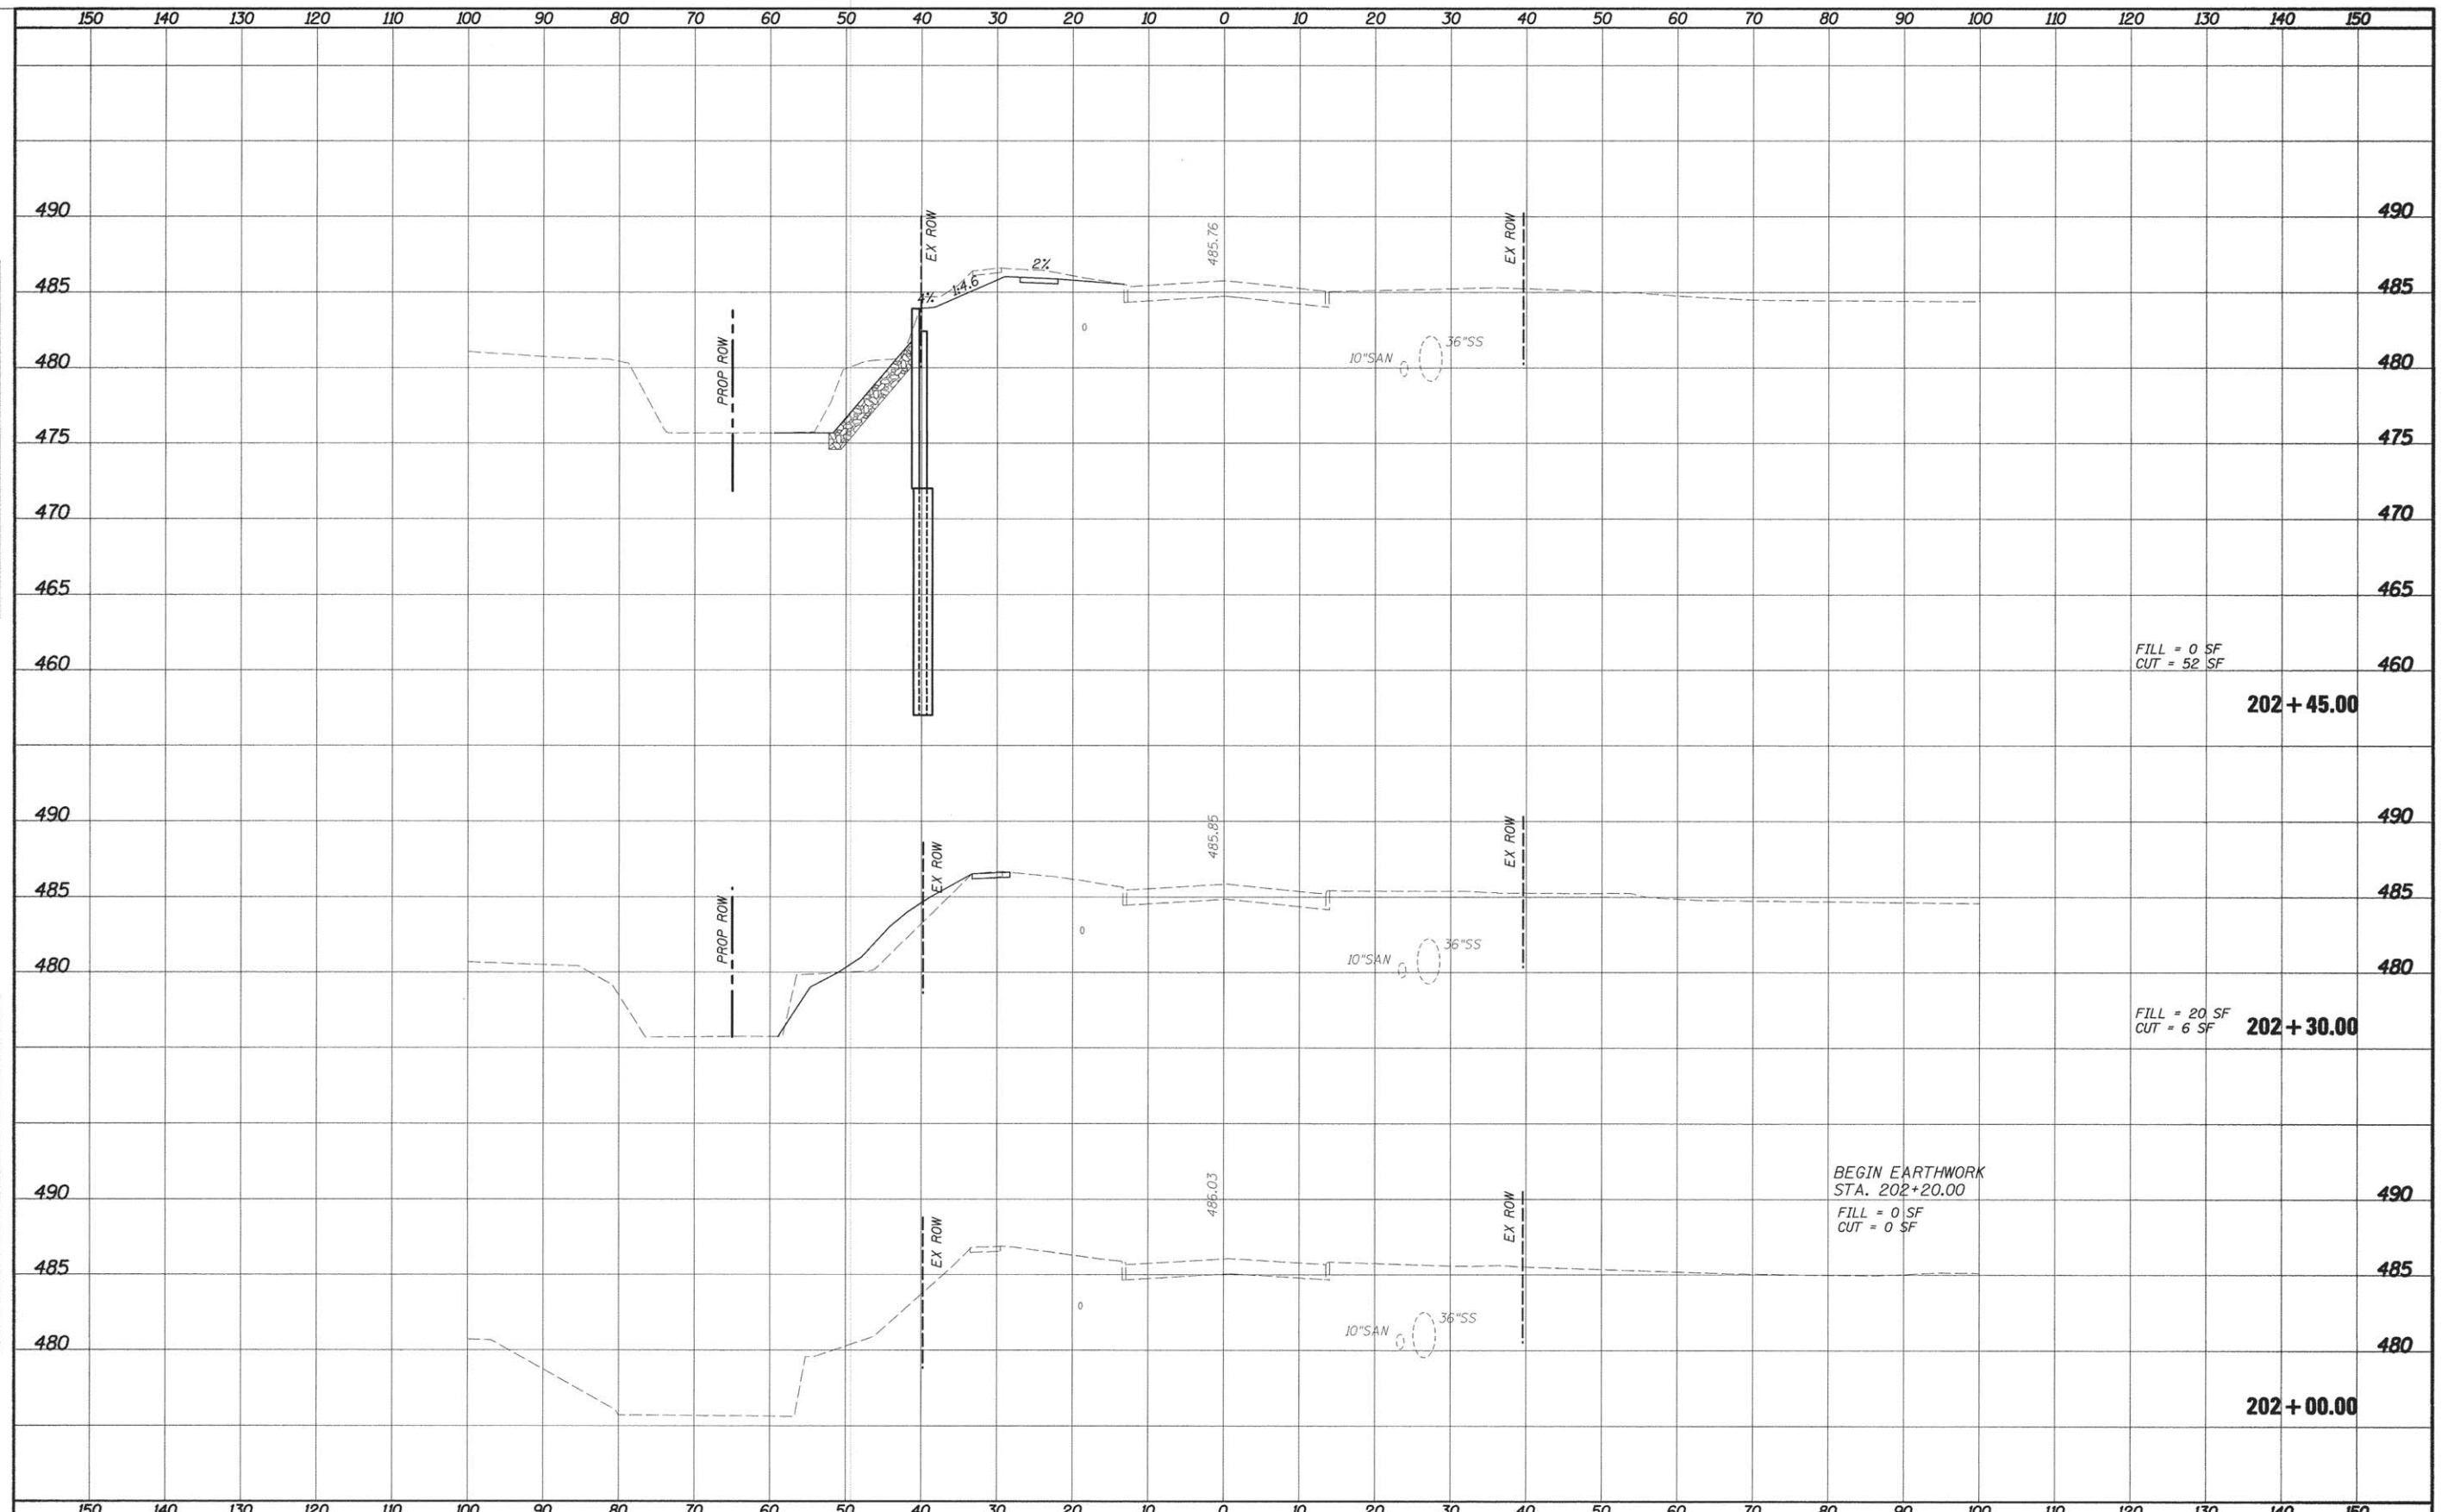 150 140 130 120 110 100 90 80 70 60 50 40 30 20 10 0 10 20 30 40 50 60 70 80 90 100 110 120 130 140 150
490 EX ROW 485.76 EX ROW 490
2%
485 4% 1:4.6 485
PROP ROW
36"SS
480 10"SAN 480
475 475
470 470
465 465
FILL = 0 SF
460 CUT = 52 SF 460
202+45.00
490 EX ROW 485.85 EX ROW 490
485 PROP ROW 485
36"SS
480 10"SAN 480
FILL = 20 SF
CUT = 6 SF 202+30.00
BEGIN EARTHWORK
490 EX ROW 486.03 EX ROW STA. 202+20.00 490
FILL = 0 SF
CUT = 0 SF
485 485
36"SS
480 10"SAN 480
202+00.00
150 140 130 120 110 100 90 80 70 60 50 40 30 20 10 0 10 20 30 40 50 60 70 80 90 100 110 120 130 140 150